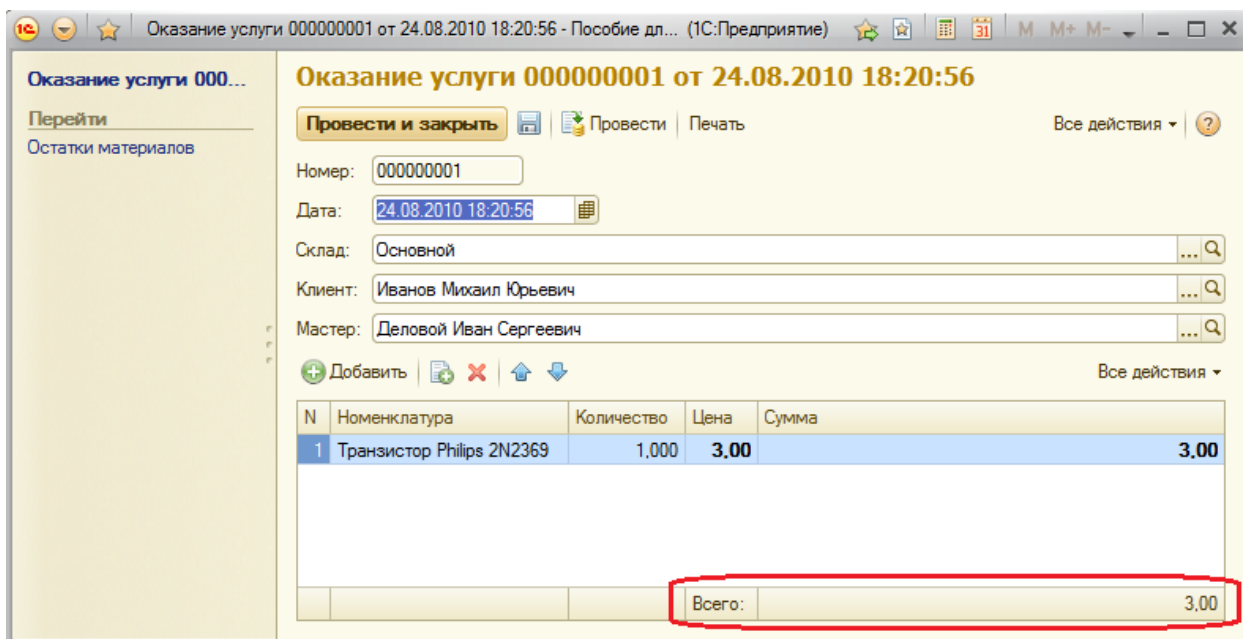 Оказание услуги 000000001 от 24.08.2010 18:20:56 - Пособие дл... (1С:Предприятие) 31 M M+ M-
Оказание услуги 000...
Перейти
Остатки материалов
Оказание услуги 000000001 от 24.08.2010 18:20:56
Провести и закрыть Провести Печать Все действия ?
Номер: 000000001
Дата: 24.08.2010 18:20:56
Склад: Основной ...
Клиент: Иванов Михаил Юрьевич ...
Мастер: Деловой Иван Сергеевич ...
Добавить Все действия
N Номенклатура Количество Цена Сумма
1 Транзистор Philips 2N2369 1,000 3,00 3,00
Всего: 3,00